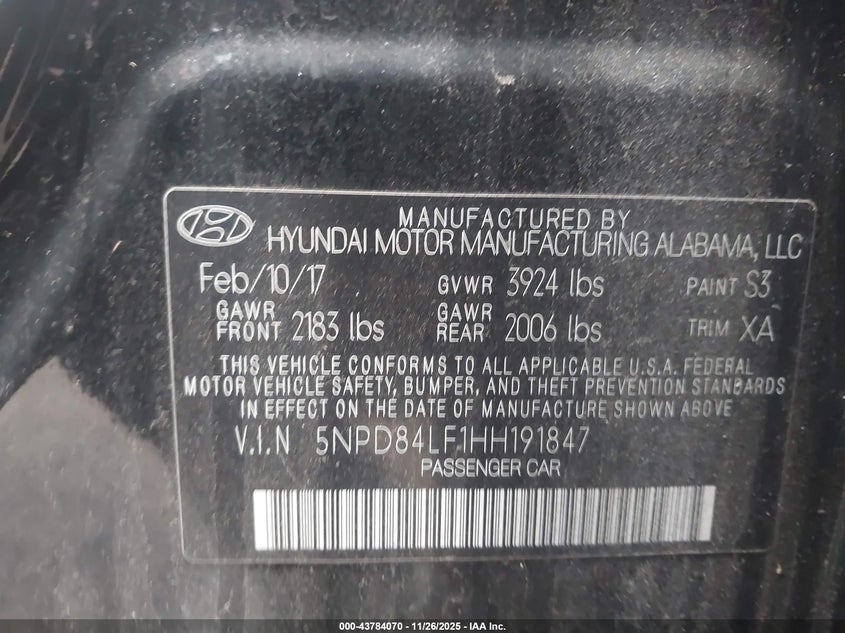 MANUFACTURED BY
HYUNDAI MOTOR MANUFACTURING ALABAMA, LLC
Feb/10/17 GVWR 3924 lbs PAINT S3
GAWR FRONT 2183 lbs GAWR REAR 2006 lbs TRIM XA
THIS VEHICLE CONFORMS TO ALL APPLICABLE U.S.A. FEDERAL
MOTOR VEHICLE SAFETY, BUMPER, AND THEFT PREVENTION STANDARDS
IN EFFECT ON THE DATE OF MANUFACTURE SHOWN ABOVE
V.I.N 5NPD84LF1HH191847
PASSENGER CAR
000-43784070 - 11/26/2025 - IAA Inc.